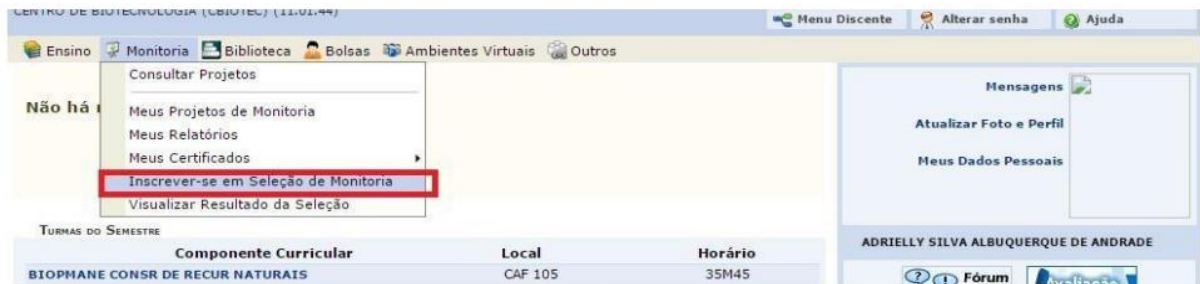 CENTRO DE BIOTECNOLOGIA (CBIOTEC) (11.01.44)
Menu Discente Alterar senha Ajuda
Ensino Monitoria Biblioteca Bolsas Ambientes Virtuais Outros
Consultar Projetos
Não há
Meus Projetos de Monitoria
Meus Relatórios
Meus Certificados
Inscrever-se em Seleção de Monitoria
Visualizar Resultado da Seleção
Mensagens
Atualizar Foto e Perfil
Meus Dados Pessoais
TURMAS DO SEMESTRE
Componente Curricular Local Horário
BIOPMANE CONSR DE RECUR NATURAIS CAF 105 35M45
ADRIELLY SILVA ALBUQUERQUE DE ANDRADE
Fórum Avaliação